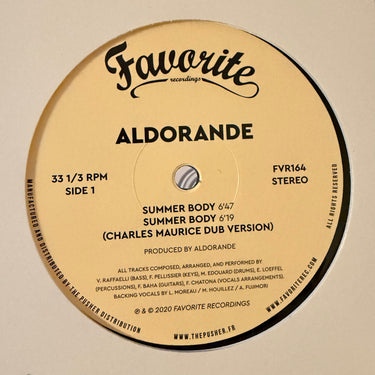 Favorite
recordings
ALDORANDE
33 1/3 RPM
SIDE 1
FVR164
STEREO
SUMMER BODY 6'47
SUMMER BODY 6'19
(CHARLES MAURICE DUB VERSION)
PRODUCED BY ALDORANDE
ALL TRACKS COMPOSED, ARRANGED, AND PERFORMED BY
V. RAFFAELLI (BASS), F. PELLISSIER (KEYS), M. EDOUARD (DRUMS), E. LOEFFEL
(PERCUSSIONS), F. BAHA (GUITARS), F. CHATONA (VOCALS ARRANGEMENTS).
BACKING VOCALS BY L. MOREAU / M. HOUILLEZ / A. FUJIMORI
℗ & © 2020 FAVORITE RECORDINGS
MANUFACTURED AND DISTRIBUTED BY THE PUSHER DISTRIBUTION
WWW.THEPUSHER.FR
WWW.FAVORITEREC.COM
ALL RIGHTS RESERVED